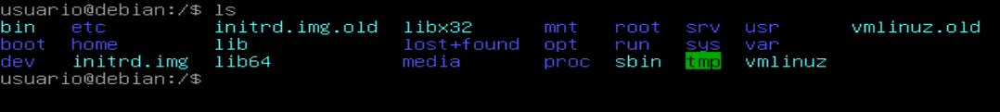 usuario@debian:/$ ls
bin etc initrd.img.old libx32 mnt root srv usr vmlinuz.old
boot home lib lost+found opt run sys var
dev initrd.img lib64 media proc sbin tmp vmlinuz
usuario@debian:/$